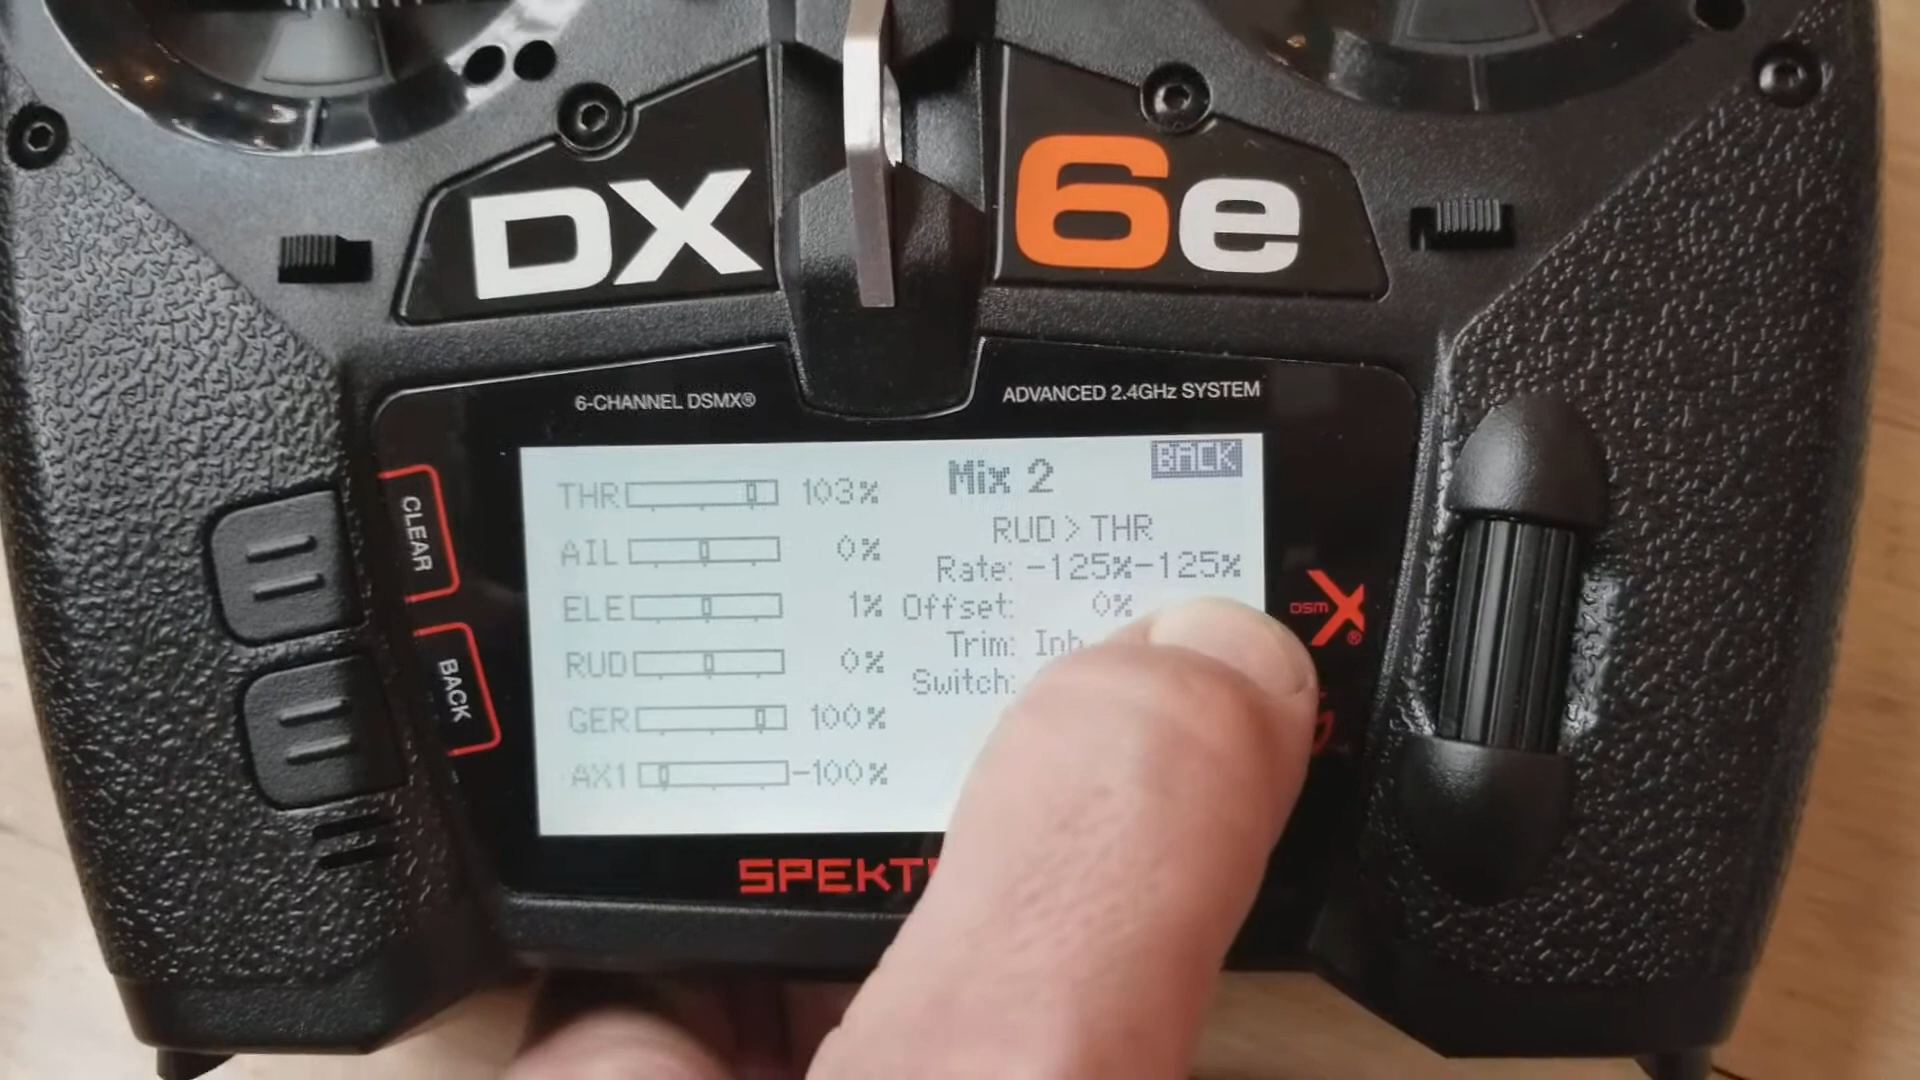 DX 6e
6-CHANNEL DSMX®
ADVANCED 2.4GHz SYSTEM
CLEAR
BACK
THR 103%
AIL 0%
ELE 1%
RUD 0%
GER 100%
AX1 -100%
BACK
Mix 2
RUD > THR
Rate: -125% -125%
Offset: 0%
Trim: Inh
Switch:
DSM X®